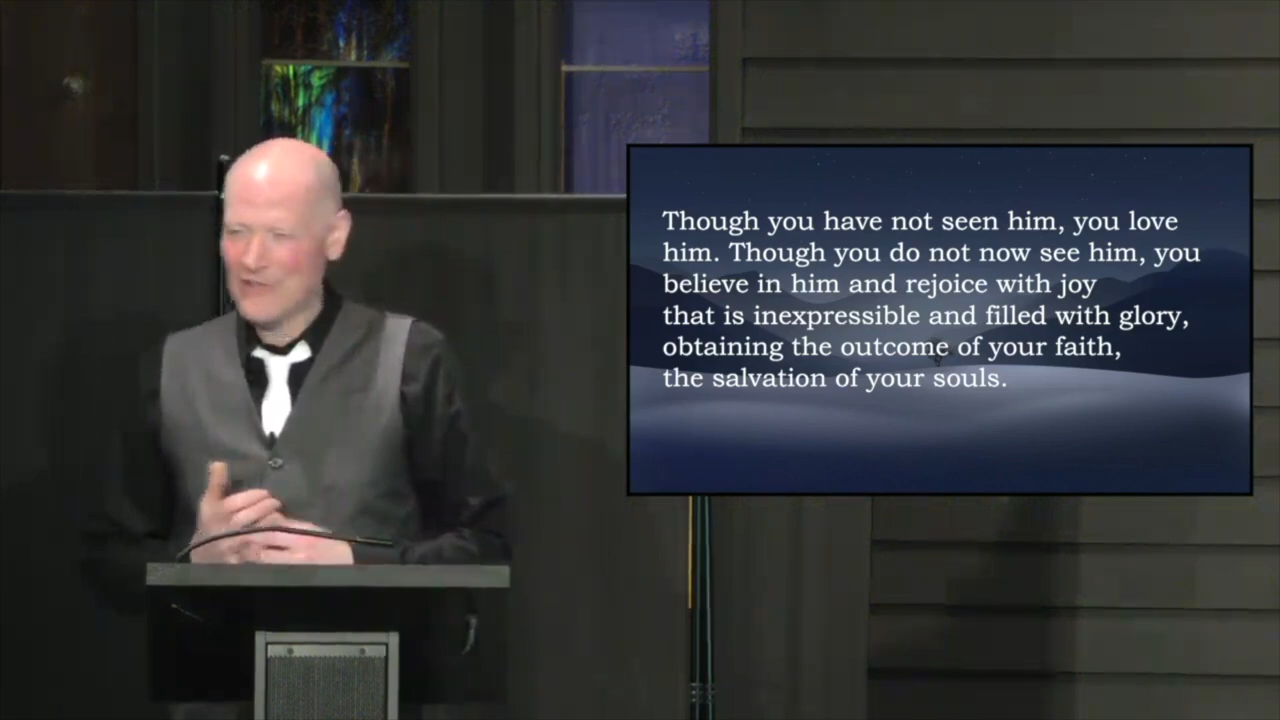 Though you have not seen him, you love
him. Though you do not now see him, you
believe in him and rejoice with joy
that is inexpressible and filled with glory,
obtaining the outcome of your faith,
the salvation of your souls.